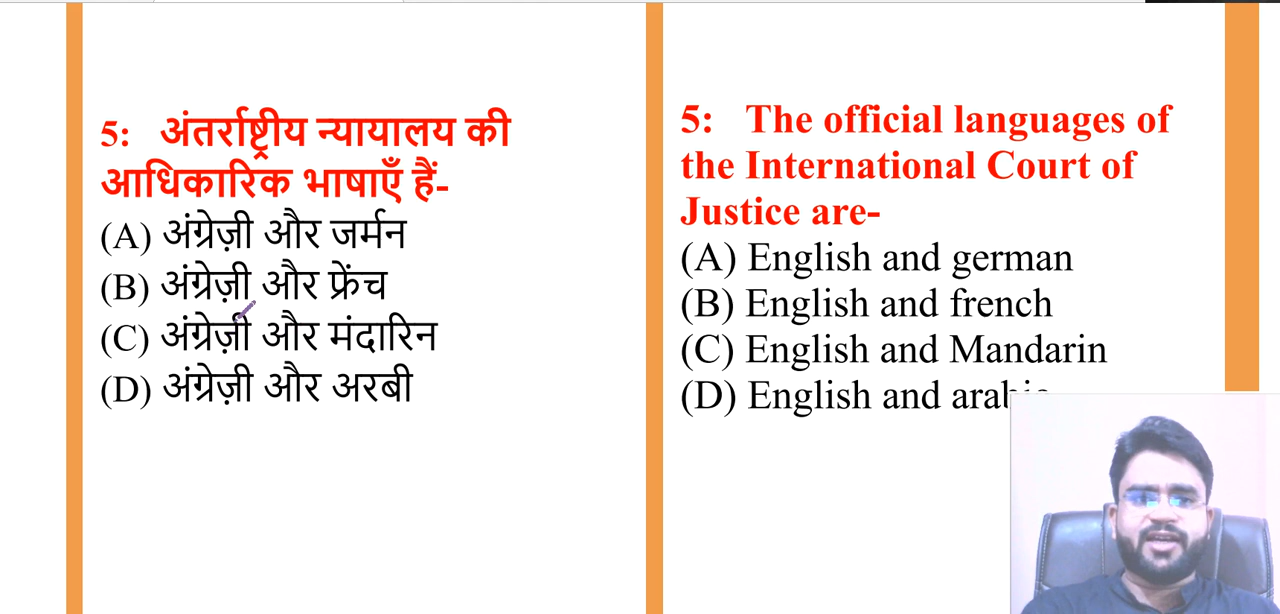 5: अंतर्राष्ट्रीय न्यायालय की
आधिकारिक भाषाएँ हैं-
(A) अंग्रेज़ी और जर्मन
(B) अंग्रेज़ी और फ्रेंच
(C) अंग्रेज़ी और मंदारिन
(D) अंग्रेज़ी और अरबी
5: The official languages of
the International Court of
Justice are-
(A) English and german
(B) English and french
(C) English and Mandarin
(D) English and